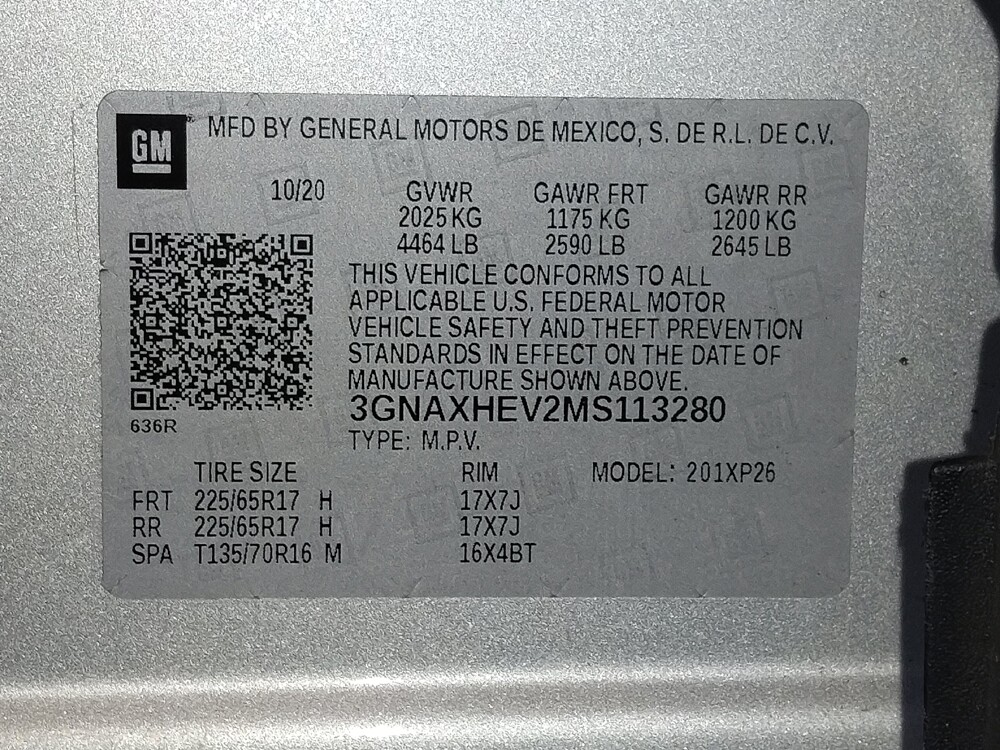 GM
MFD BY GENERAL MOTORS DE MEXICO, S. DE R.L. DE C.V.
10/20 GVWR GAWR FRT GAWR RR
2025 KG 1175 KG 1200 KG
4464 LB 2590 LB 2645 LB
THIS VEHICLE CONFORMS TO ALL
APPLICABLE U.S. FEDERAL MOTOR
VEHICLE SAFETY AND THEFT PREVENTION
STANDARDS IN EFFECT ON THE DATE OF
MANUFACTURE SHOWN ABOVE.
3GNAXHEV2MS113280
636R
TYPE: M.P.V.
TIRE SIZE RIM MODEL: 201XP26
FRT 225/65R17 H 17X7J
RR 225/65R17 H 17X7J
SPA T135/70R16 M 16X4BT